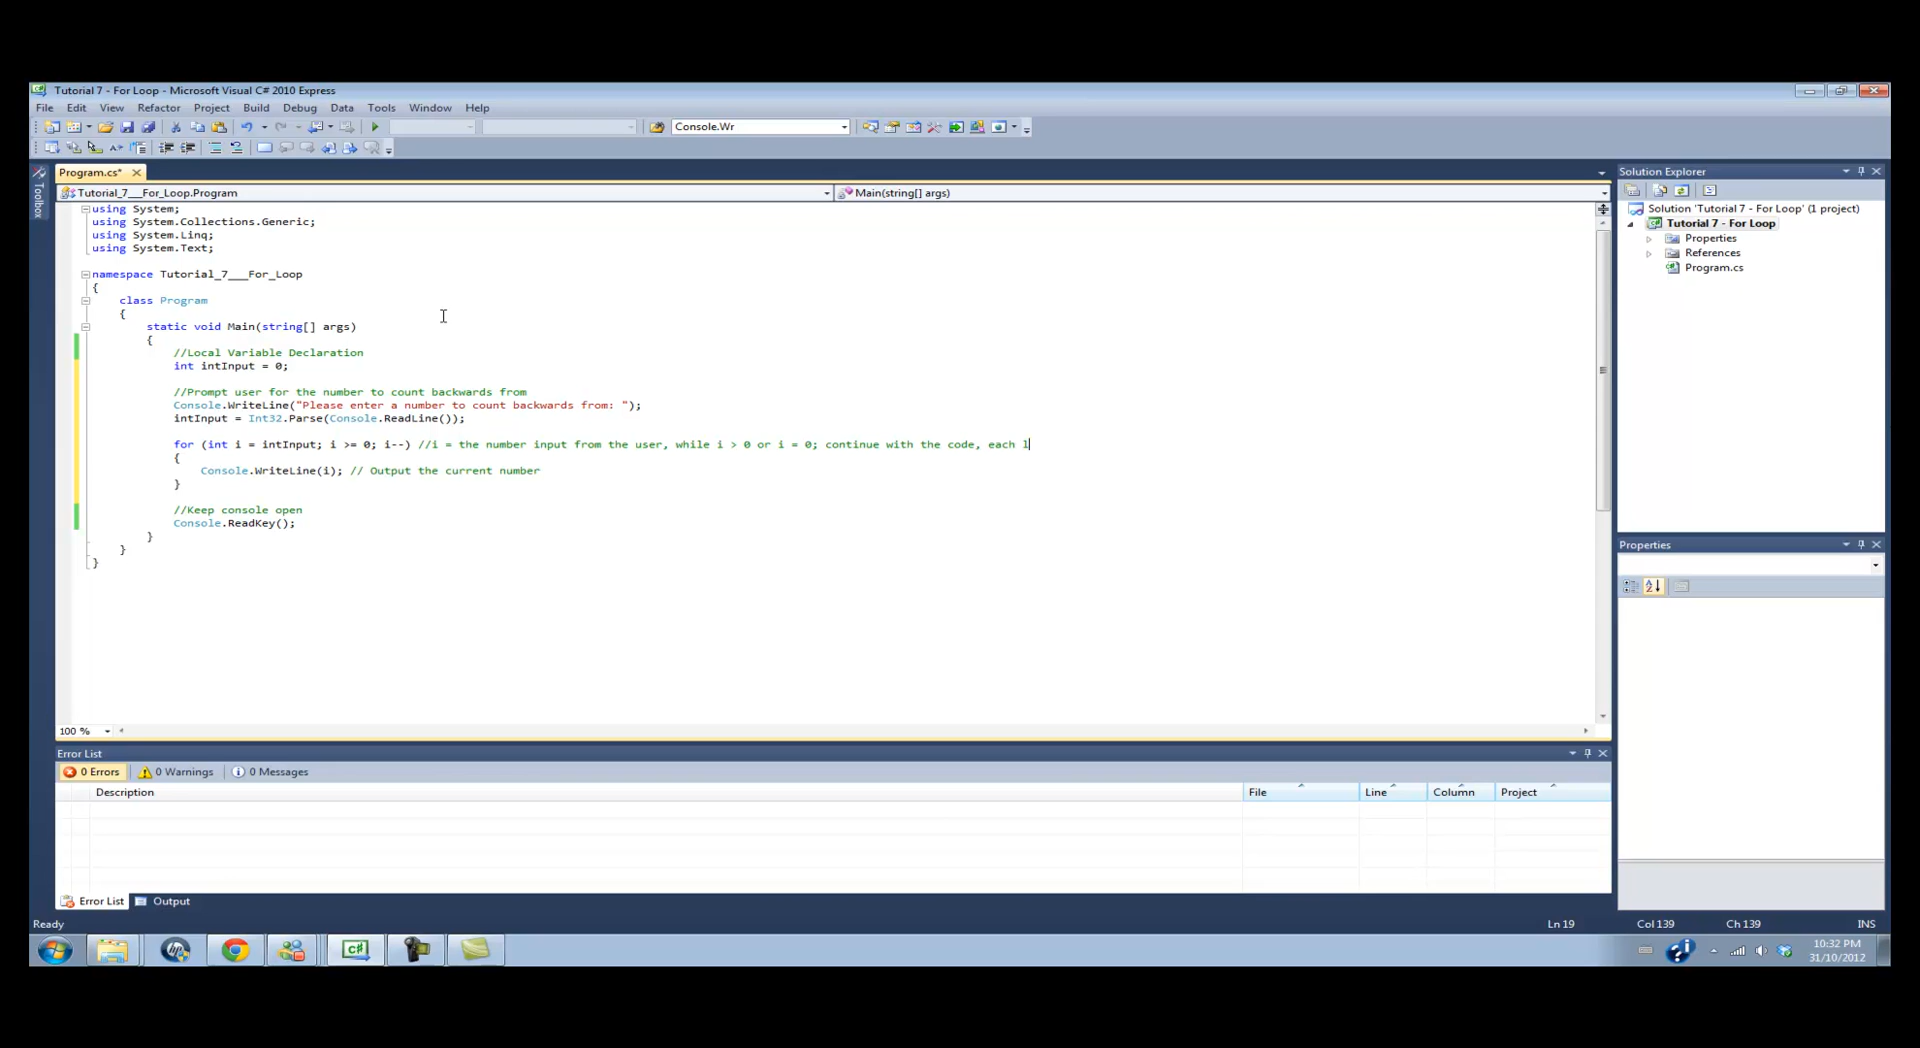 Tutorial 7 - For Loop - Microsoft Visual C# 2010 Express
File Edit View Refactor Project Build Debug Data Tools Window Help
Console.Wr
Program.cs*
Toolbox
Tutorial_7___For_Loop.Program
Main(string[] args)
using System;
using System.Collections.Generic;
using System.Linq;
using System.Text;
namespace Tutorial_7___For_Loop
{
class Program
{
static void Main(string[] args)
{
//Local Variable Declaration
int intInput = 0;
//Prompt user for the number to count backwards from
Console.WriteLine("Please enter a number to count backwards from: ");
intInput = Int32.Parse(Console.ReadLine());
for (int i = intInput; i >= 0; i--) //i = the number input from the user, while i > 0 or i = 0; continue with the code, each l
{
Console.WriteLine(i); // Output the current number
}
//Keep console open
Console.ReadKey();
}
}
}
100 %
Solution Explorer
Solution 'Tutorial 7 - For Loop' (1 project)
Tutorial 7 - For Loop
Properties
References
Program.cs
Properties
Error List
0 Errors 0 Warnings 0 Messages
Description File Line Column Project
Error List Output
Ready Ln 19 Col 139 Ch 139 INS
10:32 PM
31/10/2012